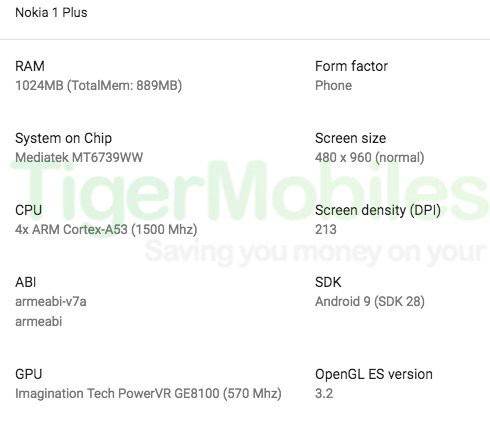 Nokia 1 Plus
RAM
1024MB (TotalMem: 889MB)
Form factor
Phone
System on Chip
Mediatek MT6739WW
Screen size
480 x 960 (normal)
TigerMobiles
CPU
4x ARM Cortex-A53 (1500 Mhz)
Screen density (DPI)
213
Saving you money on your
ABI
armeabi-v7a
armeabi
SDK
Android 9 (SDK 28)
GPU
Imagination Tech PowerVR GE8100 (570 Mhz)
OpenGL ES version
3.2